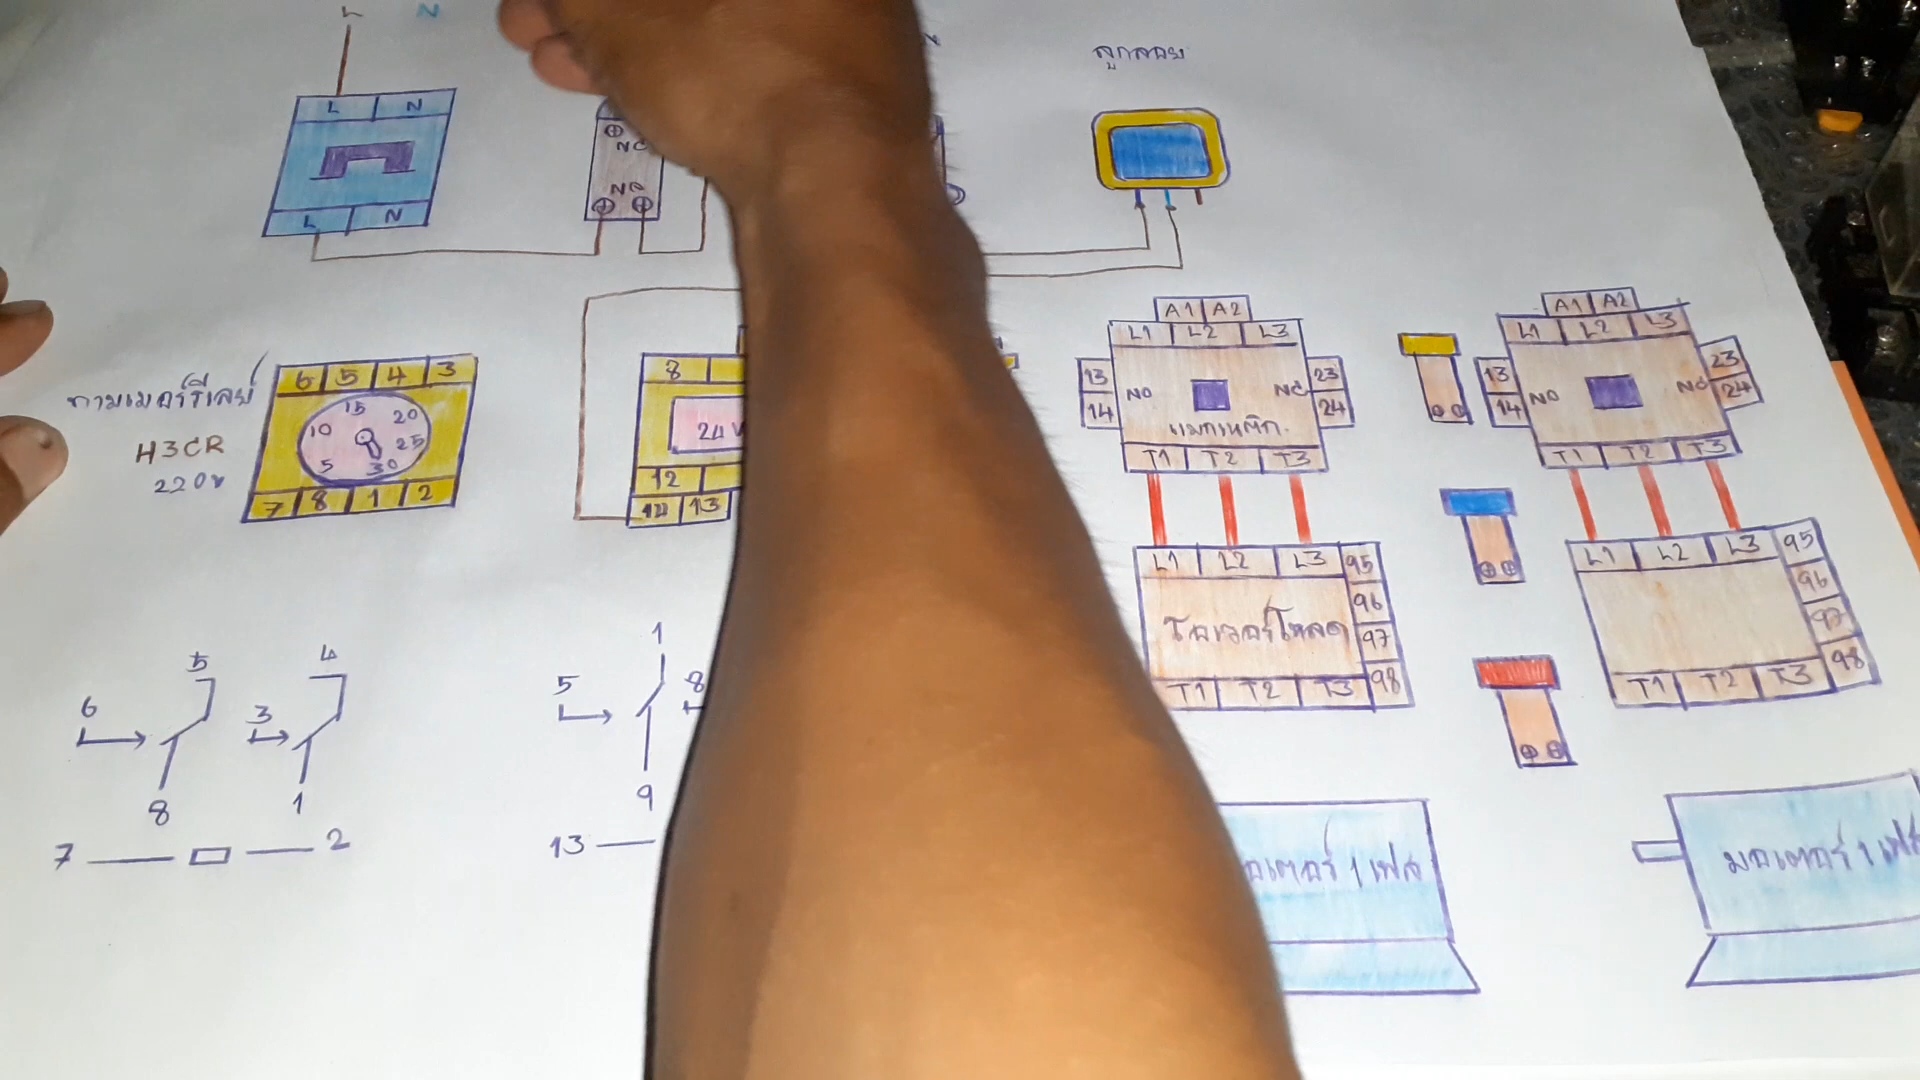 L N
ลูกลอย
L N
NC
NO
L N
A1 A2
L1 L2 L3
13 NO NC 23
14 24
แมกเนติก
T1 T2 T3
A1 A2
L1 L2 L3
13 NO NC 23
14 24
T1 T2 T3
ทามเมอร์รีเลย์
H3CR
220V
6 5 4 3
15 20
10 25
5 30
7 8 1 2
8
24V
12
14 13
L1 L2 L3 95
96
โอเวอร์โหลด 97
T1 T2 T3 98
L1 L2 L3 95
96
97
T1 T2 T3 98
5 4
6 3
8 1
7 2
1
5 8
9
13
อเตอร์ 1 เฟส
มอเตอร์ 1 เฟส